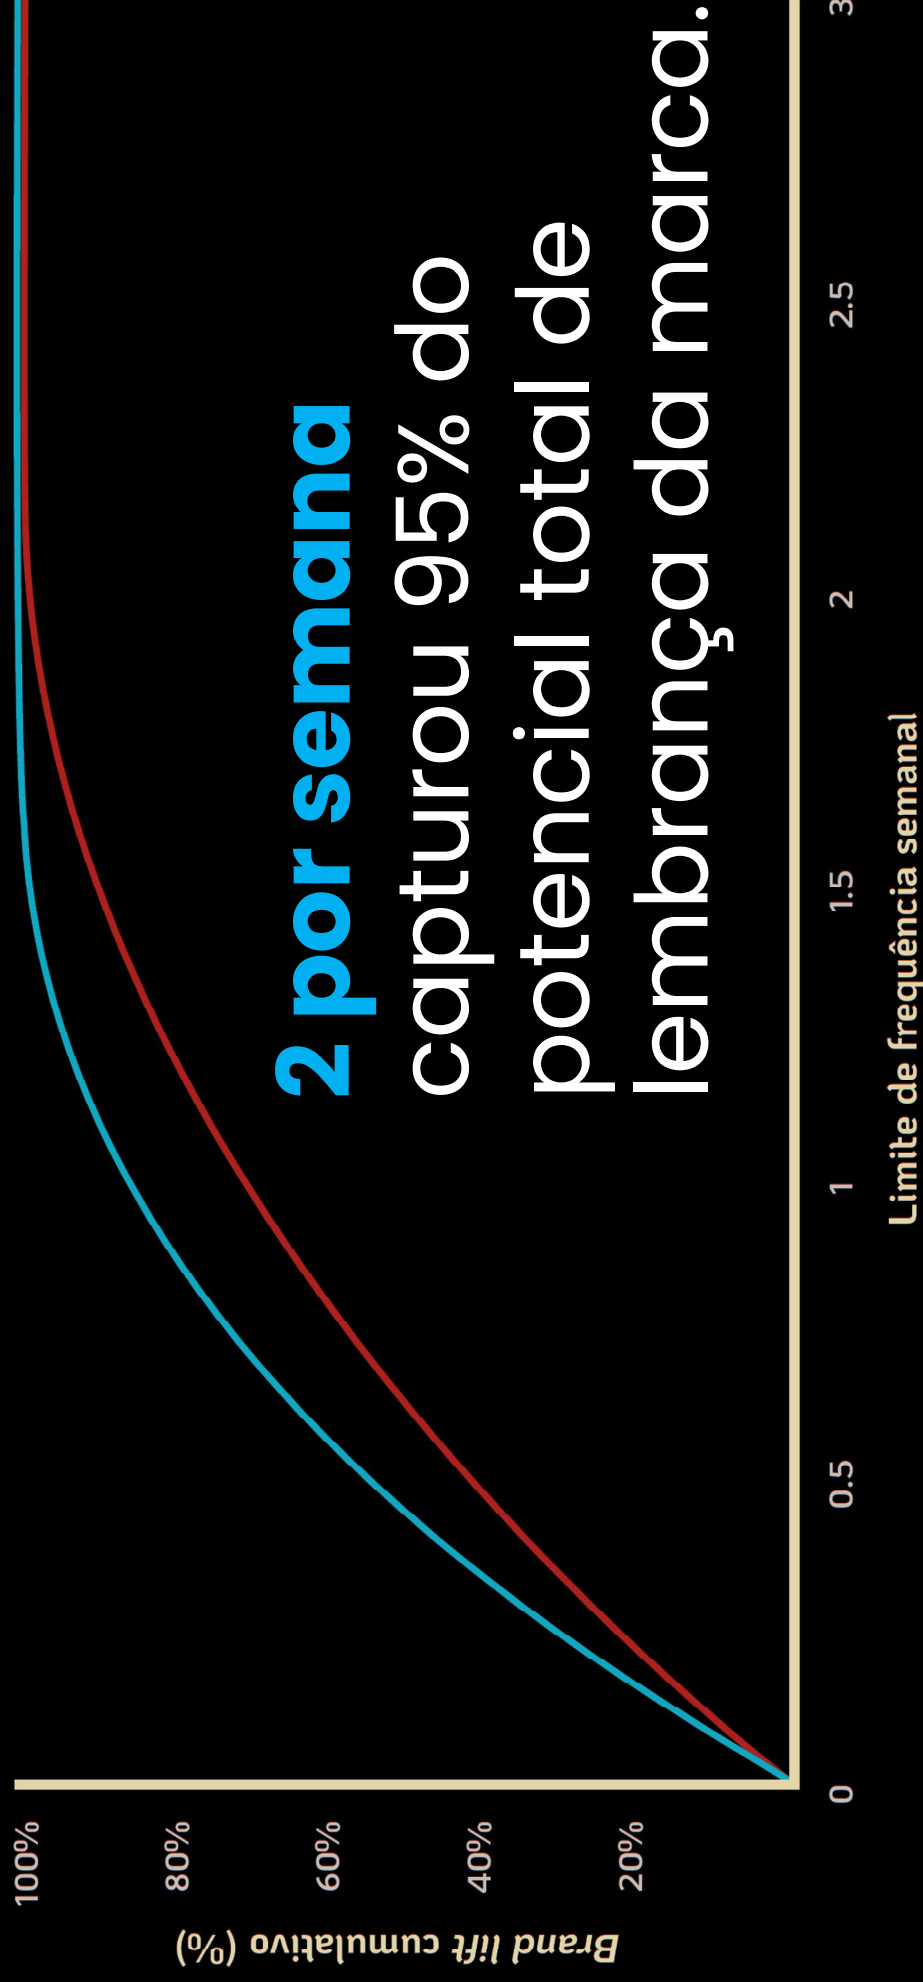 100%
80%
60%
40%
20%
Brand lift cumulativo (%)
2 por semana
capturou 95% do
potencial total de
lembrança da marca.
0
0.5
1
1.5
2
2.5
3
Limite de frequência semanal